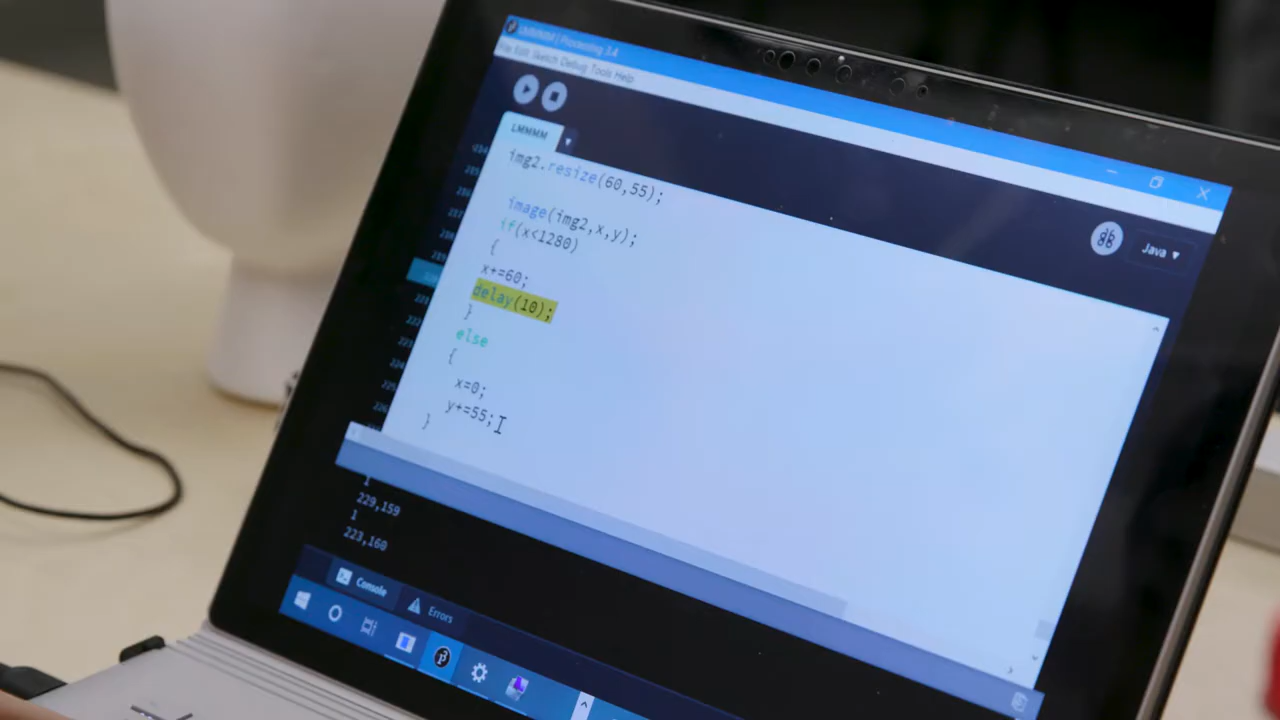 LMMMM | Processing 3.4
File Edit Sketch Debug Tools Help
LMMMM
Java
img2.resize(60,55);
image(img2,x,y);
if(x<1280)
{
x+=60;
delay(10);
}
else
{
x=0;
y+=55;
}
1
229,159
1
223,160
Console
Errors